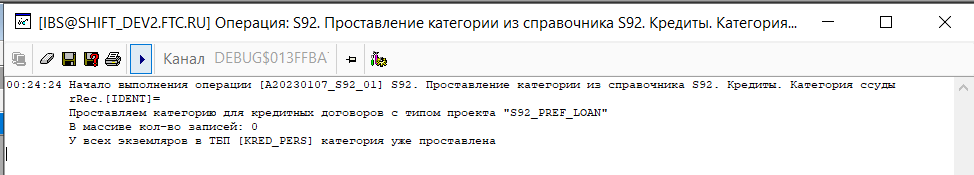 [IBS@SHIFT_DEV2.FTC.RU] Операция: S92. Проставление категории из справочника S92. Кредиты. Категория...
Канал DEBUG$013FFBA7
00:24:24 Начало выполнения операции [A20230107_S92_01] S92. Проставление категории из справочника S92. Кредиты. Категория ссуды
rRec.[IDENT]=
Проставляем категорию для кредитных договоров с типом проекта "S92_PREF_LOAN"
В массиве кол-во записей: 0
У всех экземляров в ТБП [KRED_PERS] категория уже проставлена